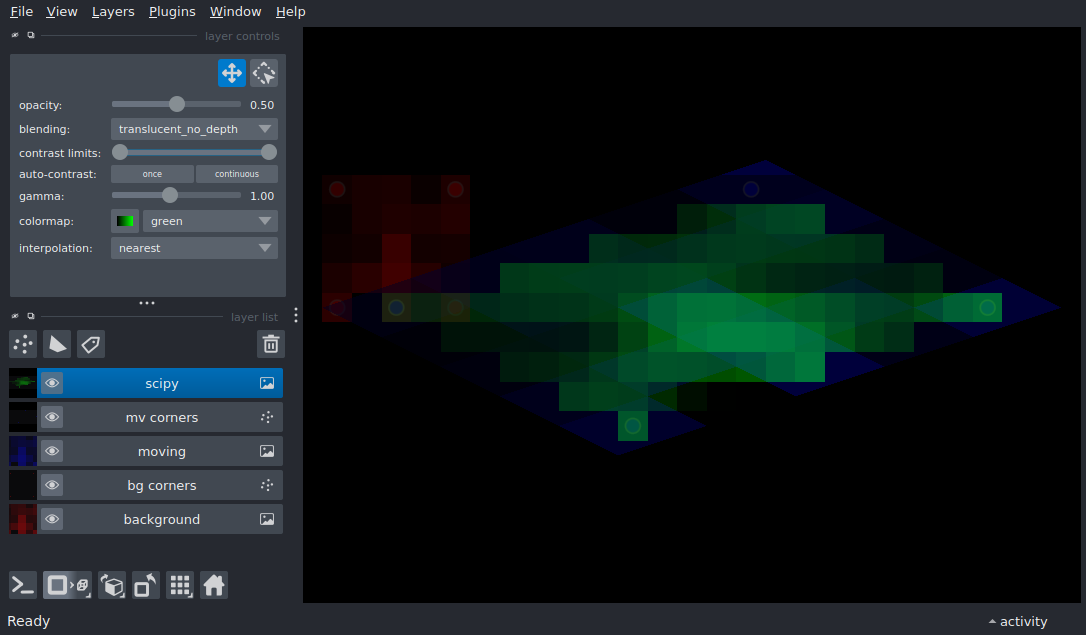 File View Layers Plugins Window Help
layer controls
opacity: 0.50
blending: translucent_no_depth
contrast limits:
auto-contrast: once continuous
gamma: 1.00
colormap: green
interpolation: nearest
layer list
scipy
mv corners
moving
bg corners
background
Ready
activity